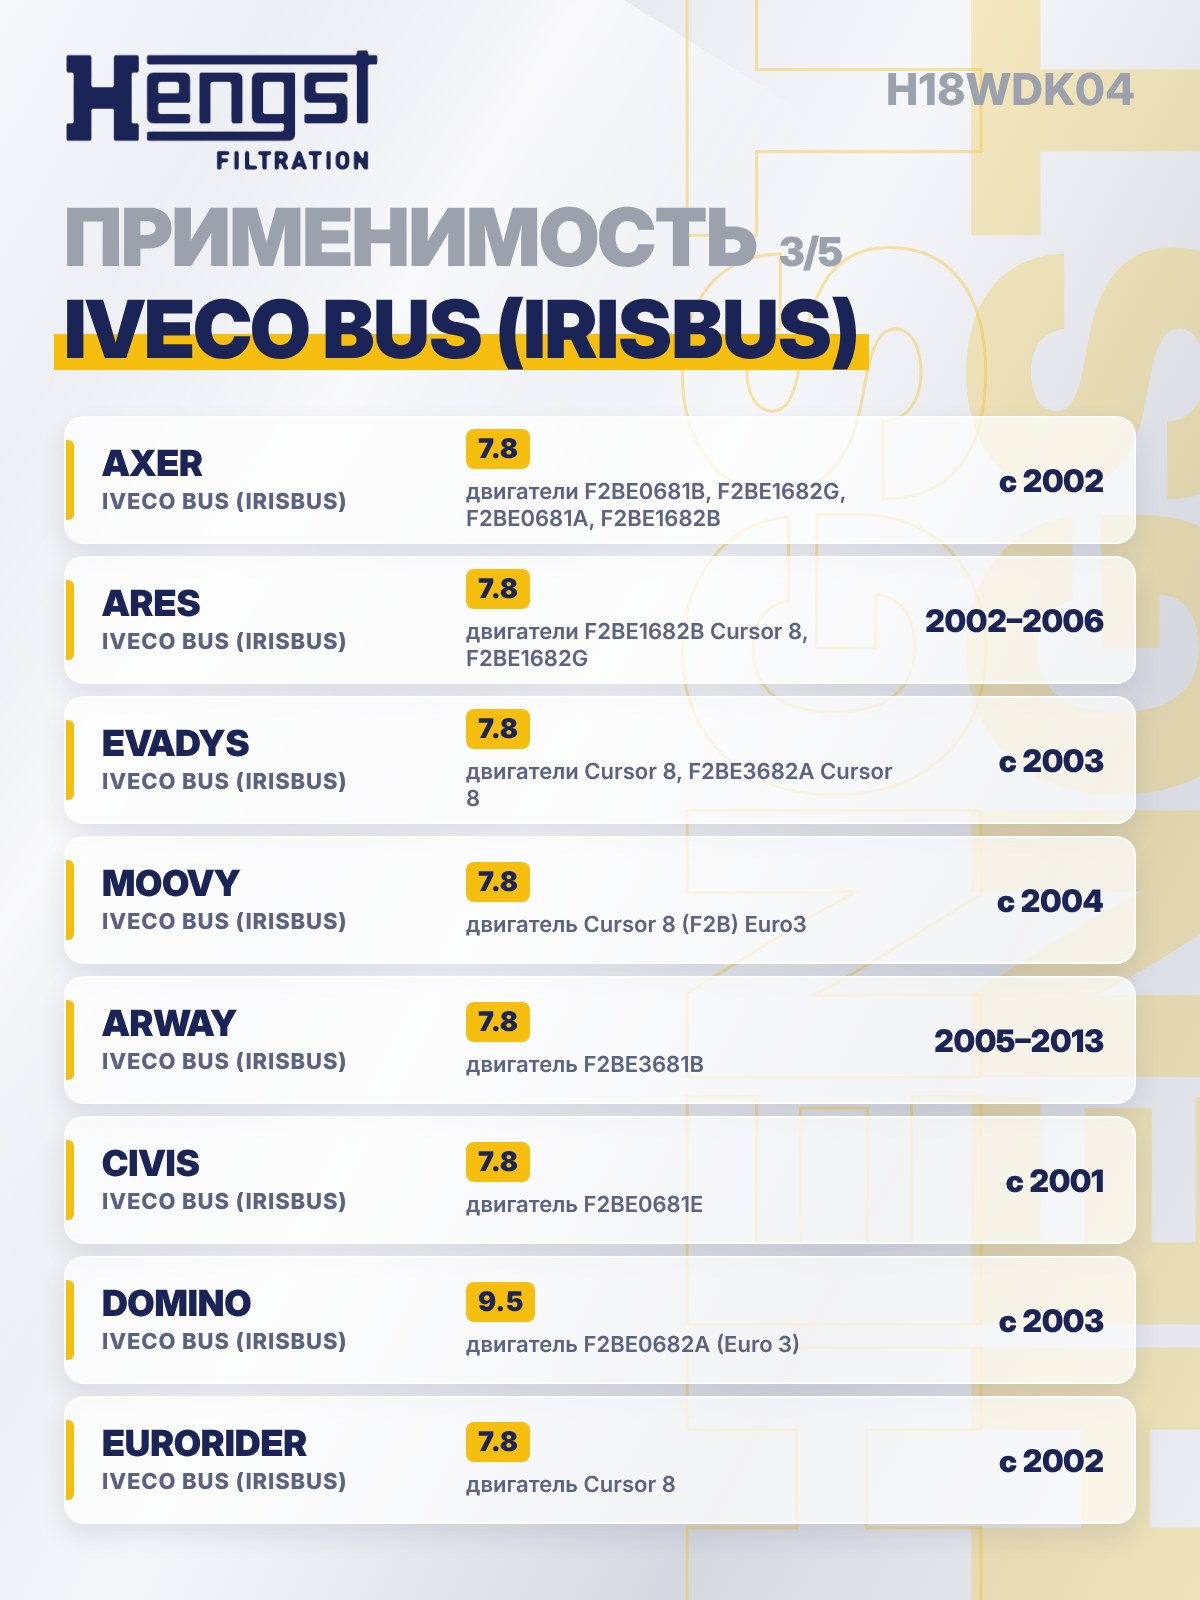 Hengst
FILTRATION
H18WDK04
ПРИМЕНИМОСТЬ 3/5
IVECO BUS (IRISBUS)
AXER
IVECO BUS (IRISBUS)
7.8
двигатели F2BE0681B, F2BE1682G,
F2BE0681A, F2BE1682B
с 2002
ARES
IVECO BUS (IRISBUS)
7.8
двигатели F2BE1682B Cursor 8,
F2BE1682G
2002–2006
EVADYS
IVECO BUS (IRISBUS)
7.8
двигатели Cursor 8, F2BE3682A Cursor
8
с 2003
MOOVY
IVECO BUS (IRISBUS)
7.8
двигатель Cursor 8 (F2B) Euro3
с 2004
ARWAY
IVECO BUS (IRISBUS)
7.8
двигатель F2BE3681B
2005–2013
CIVIS
IVECO BUS (IRISBUS)
7.8
двигатель F2BE0681E
с 2001
DOMINO
IVECO BUS (IRISBUS)
9.5
двигатель F2BE0682A (Euro 3)
с 2003
EURORIDER
IVECO BUS (IRISBUS)
7.8
двигатель Cursor 8
с 2002
HENGST
HENGST